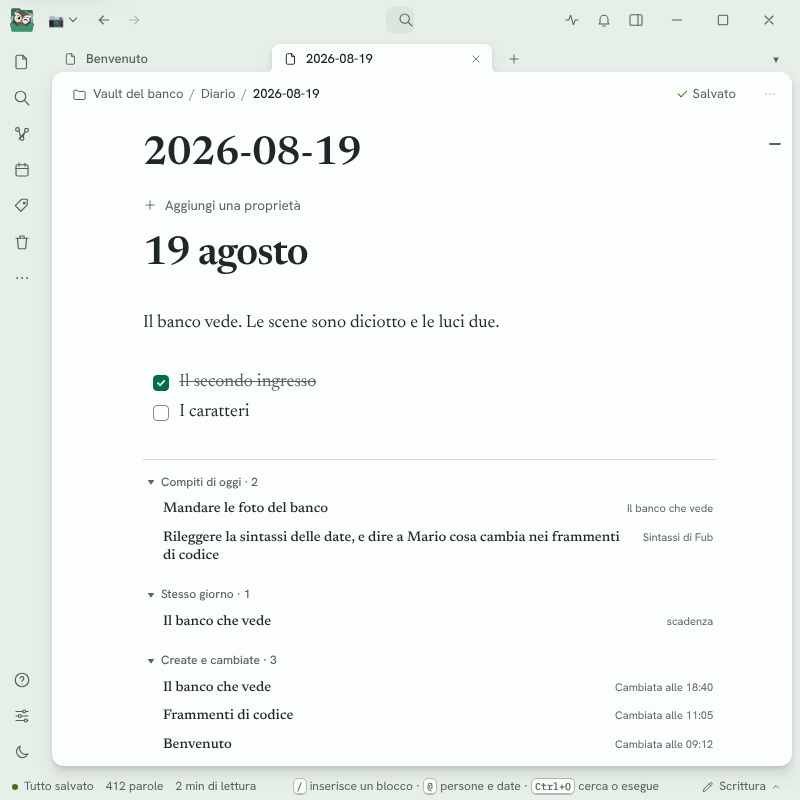 Benvenuto
2026-08-19
Vault del banco / Diario / 2026-08-19
Salvato
2026-08-19
Aggiungi una proprietà
19 agosto
Il banco vede. Le scene sono diciotto e le luci due.
Il secondo ingresso
I caratteri
Compiti di oggi · 2
Mandare le foto del banco
Il banco che vede
Rileggere la sintassi delle date, e dire a Mario cosa cambia nei frammenti
di codice
Sintassi di Fub
Stesso giorno · 1
Il banco che vede
scadenza
Create e cambiate · 3
Il banco che vede
Cambiata alle 18:40
Frammenti di codice
Cambiata alle 11:05
Benvenuto
Cambiata alle 09:12
Tutto salvato
412 parole
2 min di lettura
/ inserisce un blocco · @ persone e date · Ctrl+O cerca o esegue
Scrittura